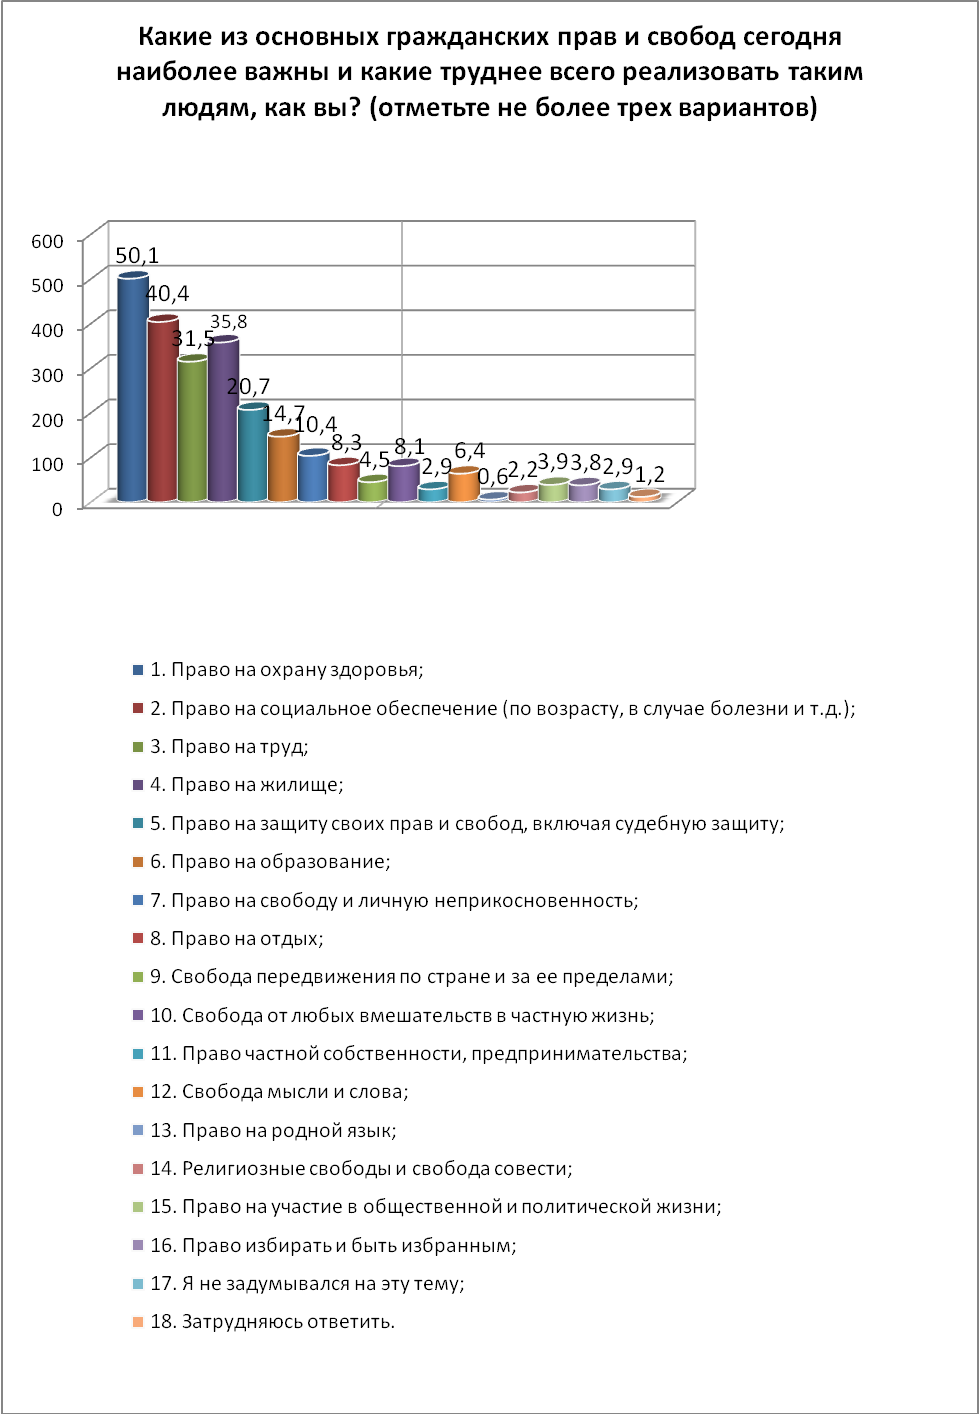 Какие из основных гражданских прав и свобод сегодня
наиболее важны и какие труднее всего реализовать таким
людям, как вы? (отметьте не более трех вариантов)
600
500
400
300
200
100
0
50,1
40,4
31,5
35,8
20,7
14,7
10,4
8,3
4,5
8,1
2,9
6,4
0,6
2,2
3,9
3,8
2,9
1,2
1. Право на охрану здоровья;
2. Право на социальное обеспечение (по возрасту, в случае болезни и т.д.);
3. Право на труд;
4. Право на жилище;
5. Право на защиту своих прав и свобод, включая судебную защиту;
6. Право на образование;
7. Право на свободу и личную неприкосновенность;
8. Право на отдых;
9. Свобода передвижения по стране и за ее пределами;
10. Свобода от любых вмешательств в частную жизнь;
11. Право частной собственности, предпринимательства;
12. Свобода мысли и слова;
13. Право на родной язык;
14. Религиозные свободы и свобода совести;
15. Право на участие в общественной и политической жизни;
16. Право избирать и быть избранным;
17. Я не задумывался на эту тему;
18. Затрудняюсь ответить.